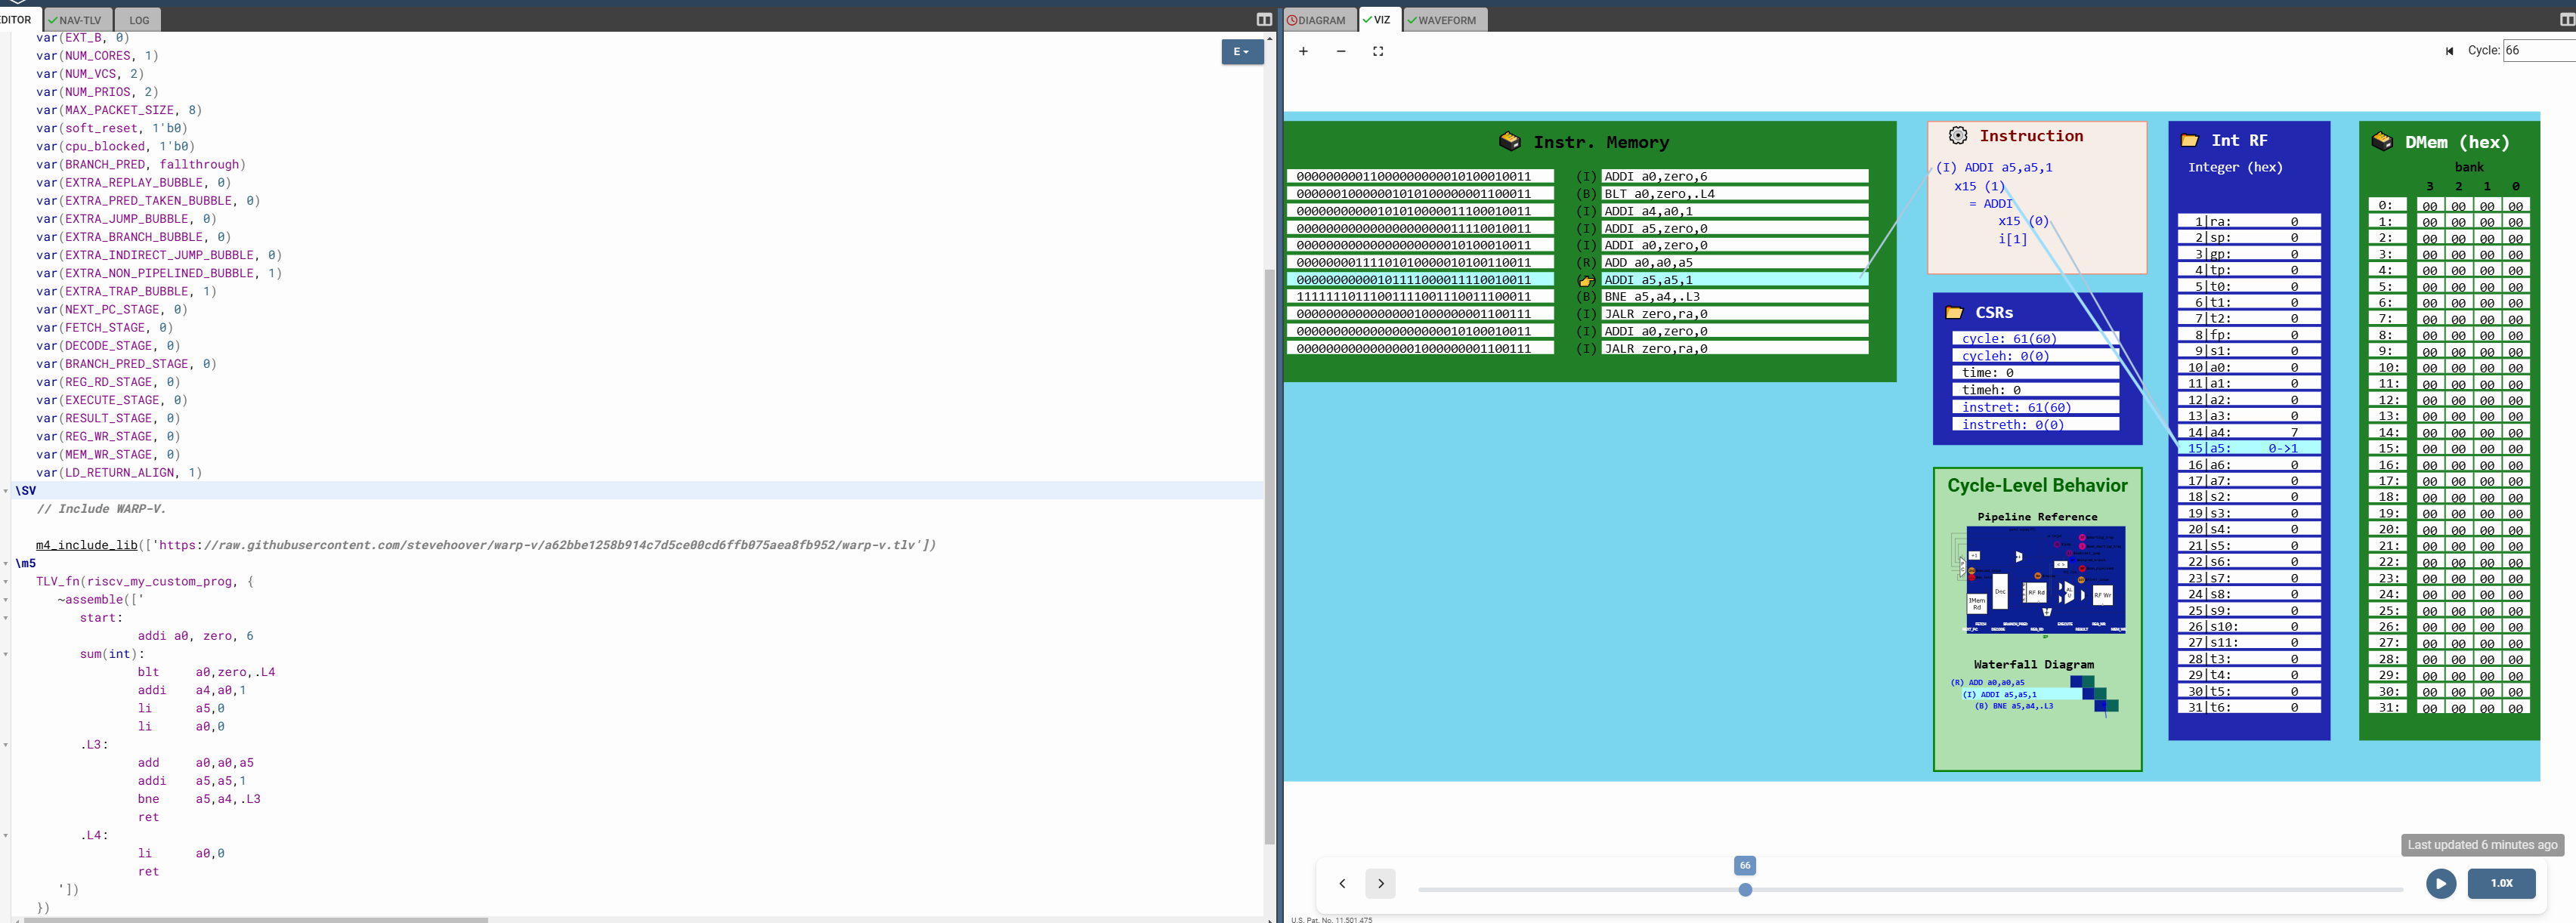 EDITOR NAV-TLV LOG
var(EXT_B, 0)
var(NUM_CORES, 1)
var(NUM_VCS, 2)
var(NUM_PRIOS, 2)
var(MAX_PACKET_SIZE, 8)
var(soft_reset, 1'b0)
var(cpu_blocked, 1'b0)
var(BRANCH_PRED, fallthrough)
var(EXTRA_REPLAY_BUBBLE, 0)
var(EXTRA_PRED_TAKEN_BUBBLE, 0)
var(EXTRA_JUMP_BUBBLE, 0)
var(EXTRA_BRANCH_BUBBLE, 0)
var(EXTRA_INDIRECT_JUMP_BUBBLE, 0)
var(EXTRA_NON_PIPELINED_BUBBLE, 1)
var(EXTRA_TRAP_BUBBLE, 1)
var(NEXT_PC_STAGE, 0)
var(FETCH_STAGE, 0)
var(DECODE_STAGE, 0)
var(BRANCH_PRED_STAGE, 0)
var(REG_RD_STAGE, 0)
var(EXECUTE_STAGE, 0)
var(RESULT_STAGE, 0)
var(REG_WR_STAGE, 0)
var(MEM_WR_STAGE, 0)
var(LD_RETURN_ALIGN, 1)
\SV
// Include WARP-V.
m4_include_lib(['https://raw.githubusercontent.com/stevehoover/warp-v/a62bbe1258b914c7d5ce00cd6ffb075aea8fb952/warp-v.tlv'])
\m5
TLV_fn(riscv_my_custom_prog, {
~assemble(['
start:
addi a0, zero, 6
sum(int):
blt a0,zero,.L4
addi a4,a0,1
li a5,0
li a0,0
.L3:
add a0,a0,a5
addi a5,a5,1
bne a5,a4,.L3
ret
.L4:
li a0,0
ret
'])
})
E
DIAGRAM VIZ WAVEFORM
+ −
Cycle: 66
Instr. Memory
00000000011000000000010100010011 (I) ADDI a0,zero,6
00000010000001010100000001100011 (B) BLT a0,zero,.L4
00000000000101010000011100010011 (I) ADDI a4,a0,1
00000000000000000000011110010011 (I) ADDI a5,zero,0
00000000000000000000010100010011 (I) ADDI a0,zero,0
00000000111101010000010100110011 (R) ADD a0,a0,a5
00000000000101111000011110010011 ADDI a5,a5,1
11111110111001111001110011100011 (B) BNE a5,a4,.L3
00000000000000001000000001100111 (I) JALR zero,ra,0
00000000000000000000010100010011 (I) ADDI a0,zero,0
00000000000000001000000001100111 (I) JALR zero,ra,0
Instruction
(I) ADDI a5,a5,1
x15 (1)
= ADDI
x15 (0)
i[1]
CSRs
cycle: 61(60)
cycleh: 0(0)
time: 0
timeh: 0
instret: 61(60)
instreth: 0(0)
Cycle-Level Behavior
Pipeline Reference
IMem Rd
Dec
RF Rd
RF Wr
Waterfall Diagram
(R) ADD a0,a0,a5
(I) ADDI a5,a5,1
(B) BNE a5,a4,.L3
Int RF
Integer (hex)
1|ra: 0
2|sp: 0
3|gp: 0
4|tp: 0
5|t0: 0
6|t1: 0
7|t2: 0
8|fp: 0
9|s1: 0
10|a0: 0
11|a1: 0
12|a2: 0
13|a3: 0
14|a4: 7
15|a5: 0->1
16|a6: 0
17|a7: 0
18|s2: 0
19|s3: 0
20|s4: 0
21|s5: 0
22|s6: 0
23|s7: 0
24|s8: 0
25|s9: 0
26|s10: 0
27|s11: 0
28|t3: 0
29|t4: 0
30|t5: 0
31|t6: 0
DMem (hex)
bank
3 2 1 0
0: 00 00 00 00
1: 00 00 00 00
2: 00 00 00 00
3: 00 00 00 00
4: 00 00 00 00
5: 00 00 00 00
6: 00 00 00 00
7: 00 00 00 00
8: 00 00 00 00
9: 00 00 00 00
10: 00 00 00 00
11: 00 00 00 00
12: 00 00 00 00
13: 00 00 00 00
14: 00 00 00 00
15: 00 00 00 00
16: 00 00 00 00
17: 00 00 00 00
18: 00 00 00 00
19: 00 00 00 00
20: 00 00 00 00
21: 00 00 00 00
22: 00 00 00 00
23: 00 00 00 00
24: 00 00 00 00
25: 00 00 00 00
26: 00 00 00 00
27: 00 00 00 00
28: 00 00 00 00
29: 00 00 00 00
30: 00 00 00 00
31: 00 00 00 00
Last updated 6 minutes ago
66
1.0X
U.S. Pat. No. 11,501,475